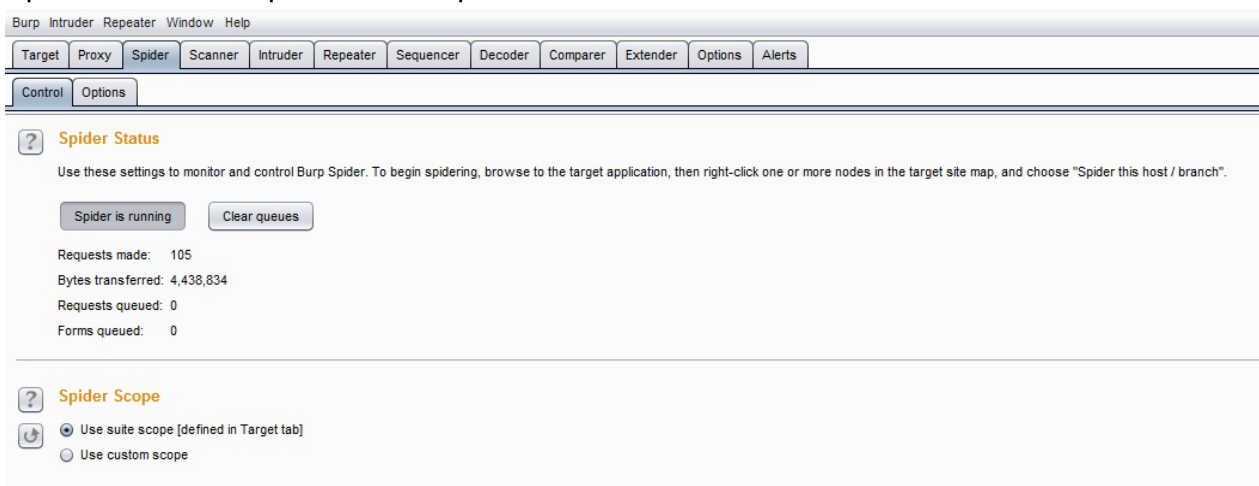 Burp Intruder Repeater Window Help
Target Proxy Spider Scanner Intruder Repeater Sequencer Decoder Comparer Extender Options Alerts
Control Options
? Spider Status
Use these settings to monitor and control Burp Spider. To begin spidering, browse to the target application, then right-click one or more nodes in the target site map, and choose "Spider this host / branch".
Spider is running Clear queues
Requests made: 105
Bytes transferred: 4,438,834
Requests queued: 0
Forms queued: 0
? Spider Scope
Use suite scope [defined in Target tab]
Use custom scope